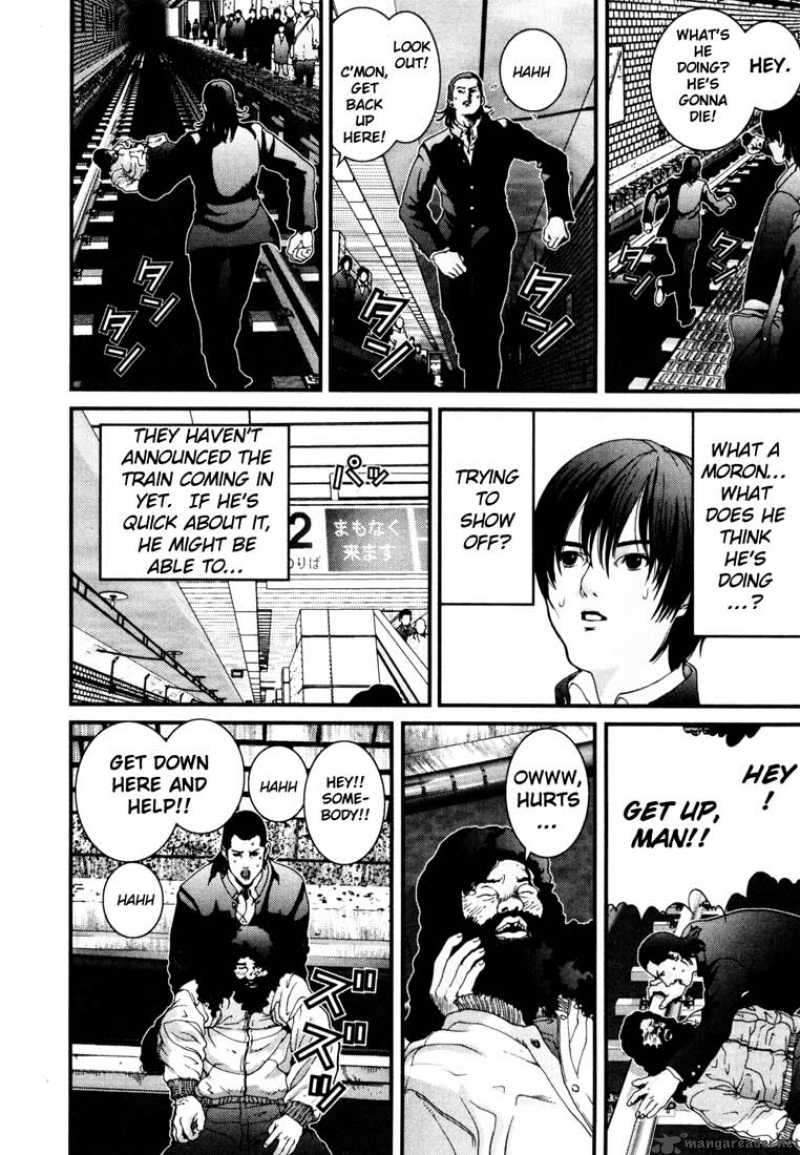 HEY.
WHAT'S
HE
DOING?
HE'S
GONNA
DIE!
タン
タン
HAHH
LOOK
OUT!
C'MON,
GET
BACK
UP
HERE!
タン
タン
タン
タン
WHAT A
MORON...
WHAT
DOES HE
THINK
HE'S
DOING
...?
TRYING
TO
SHOW
OFF?
THEY HAVEN'T
ANNOUNCED THE
TRAIN COMING IN
YET. IF HE'S
QUICK ABOUT IT,
HE MIGHT BE
ABLE TO...
パッ
2
のりば
まもなく
来ます
HEY
!
GET UP,
MAN!!
OWWW,
HURTS
...
HEY!!
SOME-
BODY!!
HAHH
GET DOWN
HERE AND
HELP!!
HAHH
ズズ
ズズ
mangareader.net